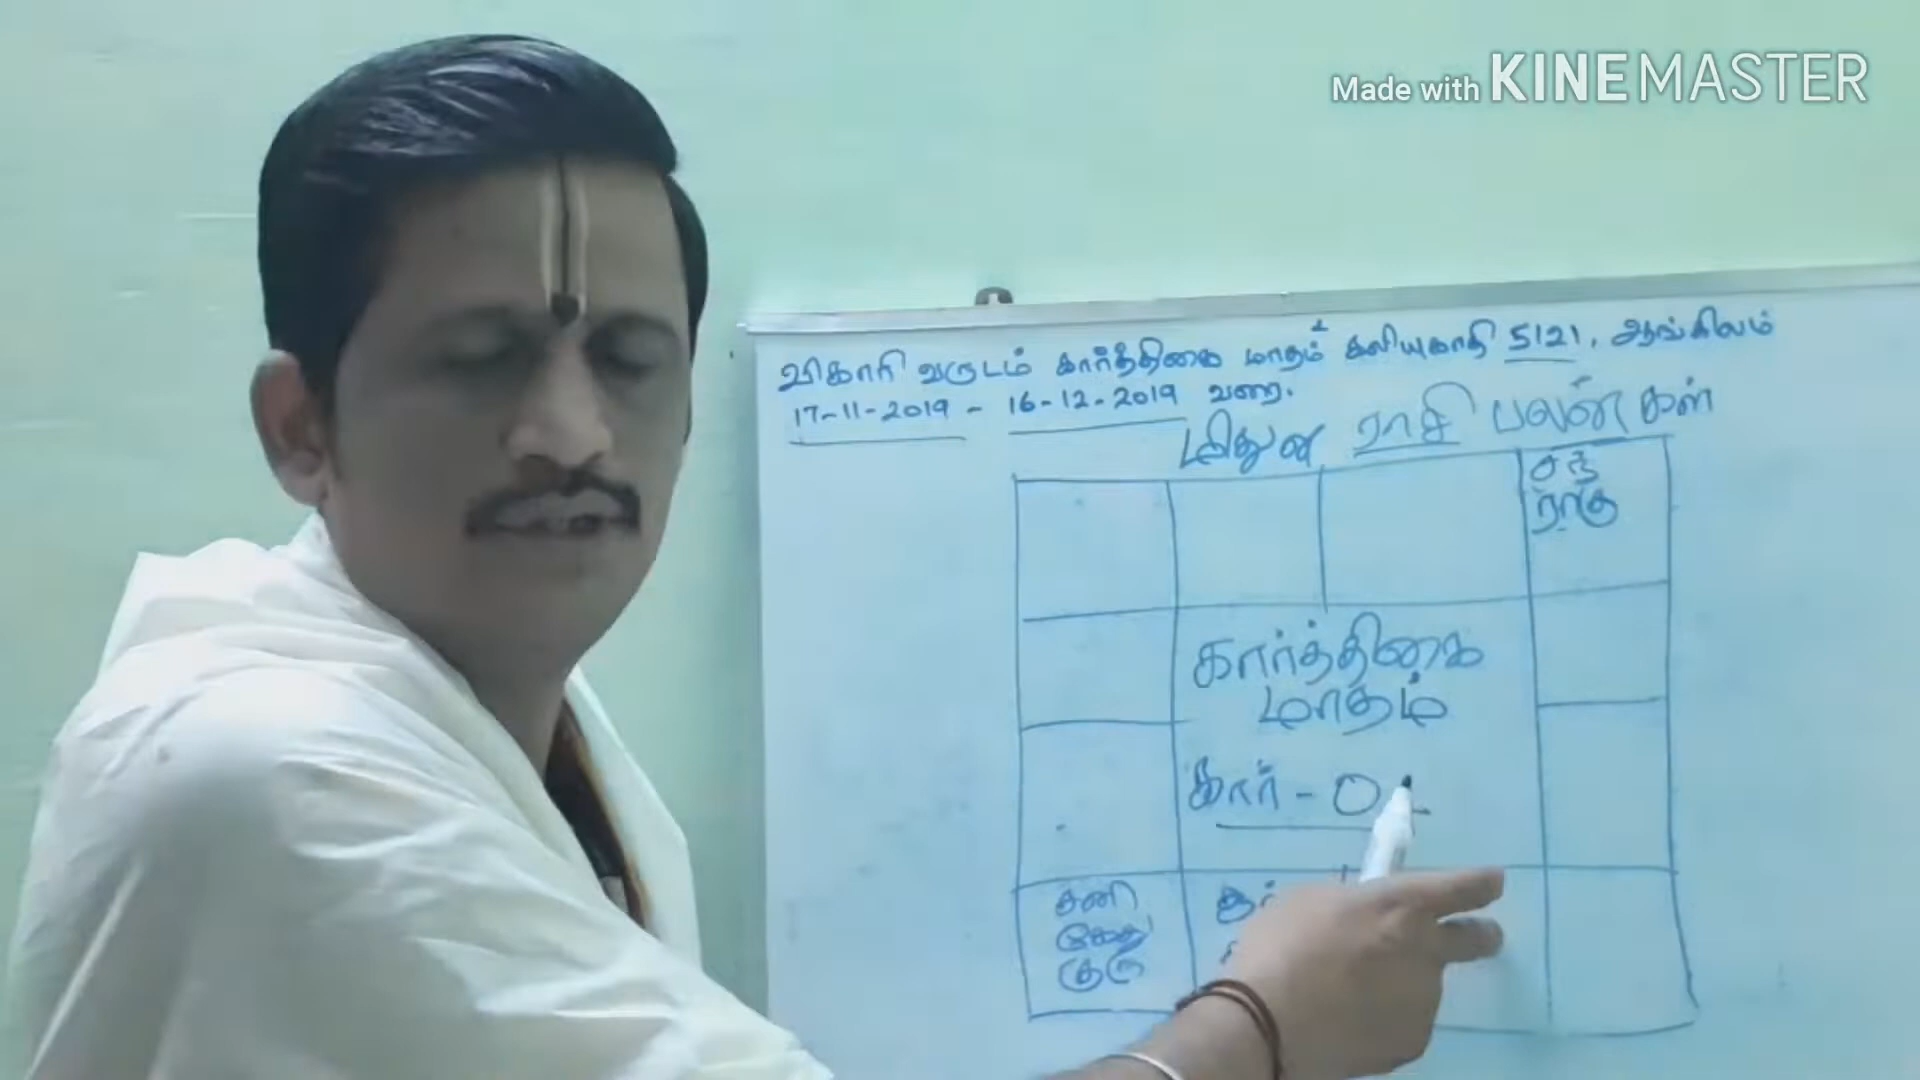 Made with KINEMASTER
விகாரி வருடம் கார்த்திகை மாதம் கலியுகாதி 5121, ஆங்கிலம்
17-11-2019 - 16-12-2019 வரை.
மிதுன ராசி பலன்கள்
சந்
ராகு
கார்த்திகை
மாதம்
கார் - 0
சனி
கேது
குரு